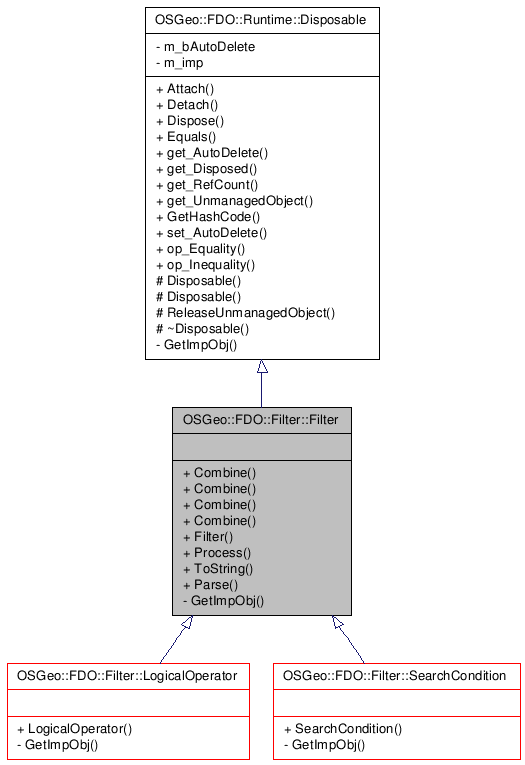 OSGeo::FDO::Runtime::Disposable
- m_bAutoDelete
- m_imp
+ Attach()
+ Detach()
+ Dispose()
+ Equals()
+ get_AutoDelete()
+ get_Disposed()
+ get_RefCount()
+ get_UnmanagedObject()
+ GetHashCode()
+ set_AutoDelete()
+ op_Equality()
+ op_Inequality()
# Disposable()
# Disposable()
# ReleaseUnmanagedObject()
# ~Disposable()
- GetImpObj()
OSGeo::FDO::Filter::Filter
+ Combine()
+ Combine()
+ Combine()
+ Combine()
+ Filter()
+ Process()
+ ToString()
+ Parse()
- GetImpObj()
OSGeo::FDO::Filter::LogicalOperator
+ LogicalOperator()
- GetImpObj()
OSGeo::FDO::Filter::SearchCondition
+ SearchCondition()
- GetImpObj()